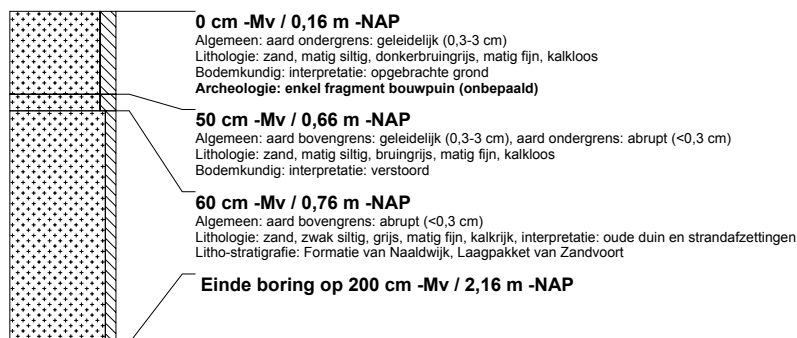 0 cm -Mv / 0,16 m -NAP
Algemeen: aard ondergrens: geleidelijk (0,3-3 cm)
Lithologie: zand, matig siltig, donkerbruingrijs, matig fijn, kalkloos
Bodemkundig: interpretatie: opgebrachte grond
Archeologie: enkel fragment bouwpuin (onbepaald)
50 cm -Mv / 0,66 m -NAP
Algemeen: aard bovengrens: geleidelijk (0,3-3 cm), aard ondergrens: abrupt (<0,3 cm)
Lithologie: zand, matig siltig, bruingrijs, matig fijn, kalkloos
Bodemkundig: interpretatie: verstoord
60 cm -Mv / 0,76 m -NAP
Algemeen: aard bovengrens: abrupt (<0,3 cm)
Lithologie: zand, zwak siltig, grijs, matig fijn, kalkrijk, interpretatie: oude duin en strandafzettingen
Litho-stratigrafie: Formatie van Naaldwijk, Laagpakket van Zandvoort
Einde boring op 200 cm -Mv / 2,16 m -NAP